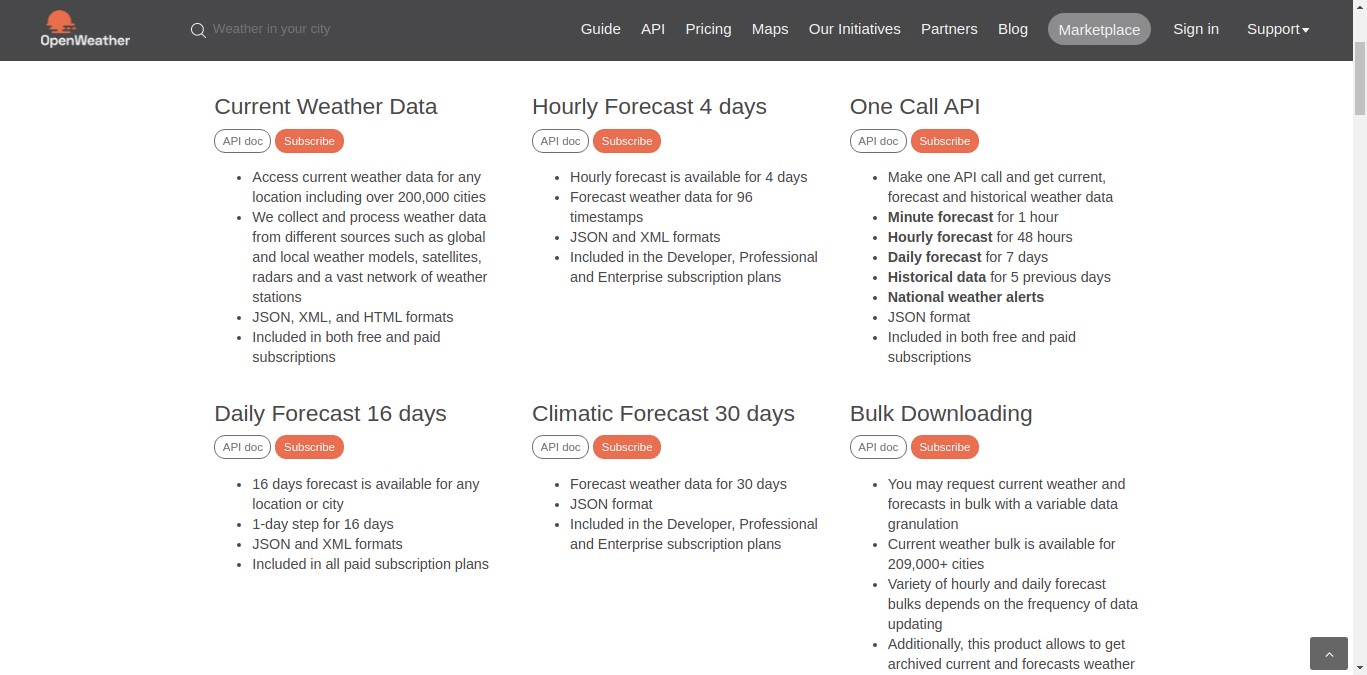 OpenWeather
Weather in your city
Guide
API
Pricing
Maps
Our Initiatives
Partners
Blog
Marketplace
Sign in
Support
Current Weather Data
API doc
Subscribe
Access current weather data for any
location including over 200,000 cities
We collect and process weather data
from different sources such as global
and local weather models, satellites,
radars and a vast network of weather
stations
JSON, XML, and HTML formats
Included in both free and paid
subscriptions
Hourly Forecast 4 days
API doc
Subscribe
Hourly forecast is available for 4 days
Forecast weather data for 96
timestamps
JSON and XML formats
Included in the Developer, Professional
and Enterprise subscription plans
One Call API
API doc
Subscribe
Make one API call and get current,
forecast and historical weather data
Minute forecast for 1 hour
Hourly forecast for 48 hours
Daily forecast for 7 days
Historical data for 5 previous days
National weather alerts
JSON format
Included in both free and paid
subscriptions
Daily Forecast 16 days
API doc
Subscribe
16 days forecast is available for any
location or city
1-day step for 16 days
JSON and XML formats
Included in all paid subscription plans
Climatic Forecast 30 days
API doc
Subscribe
Forecast weather data for 30 days
JSON format
Included in the Developer, Professional
and Enterprise subscription plans
Bulk Downloading
API doc
Subscribe
You may request current weather and
forecasts in bulk with a variable data
granulation
Current weather bulk is available for
209,000+ cities
Variety of hourly and daily forecast
bulks depends on the frequency of data
updating
Additionally, this product allows to get
archived current and forecasts weather